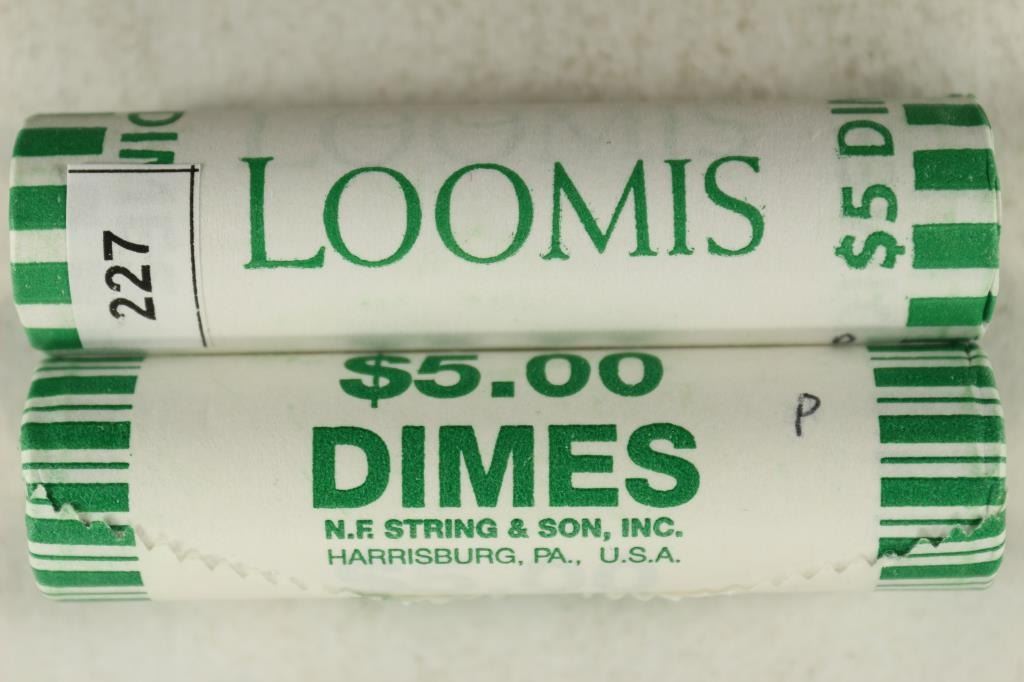 LOOMIS
$5 DI
227
$5.00
DIMES
P
N.F. STRING & SON, INC.
HARRISBURG, PA., U.S.A.